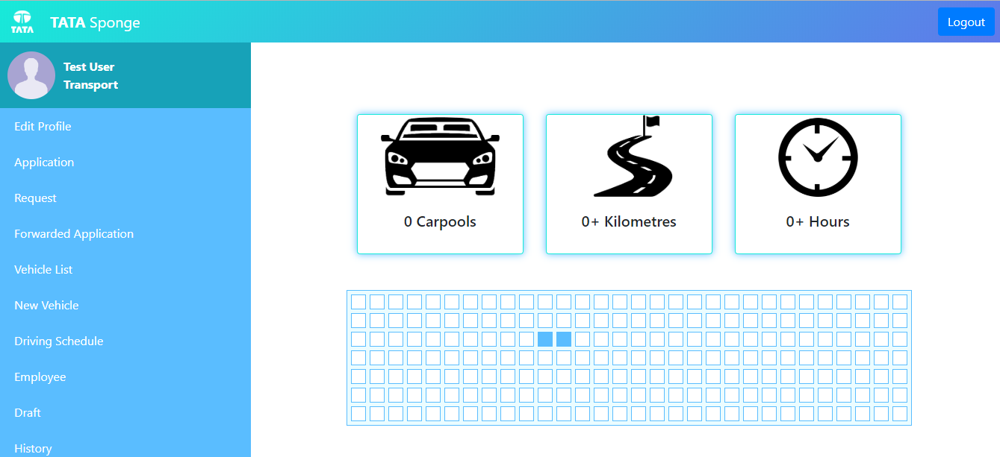 TATA
TATA Sponge
Logout
Test User
Transport
Edit Profile
Application
Request
Forwarded Application
Vehicle List
New Vehicle
Driving Schedule
Employee
Draft
History
0 Carpools
0+ Kilometres
0+ Hours